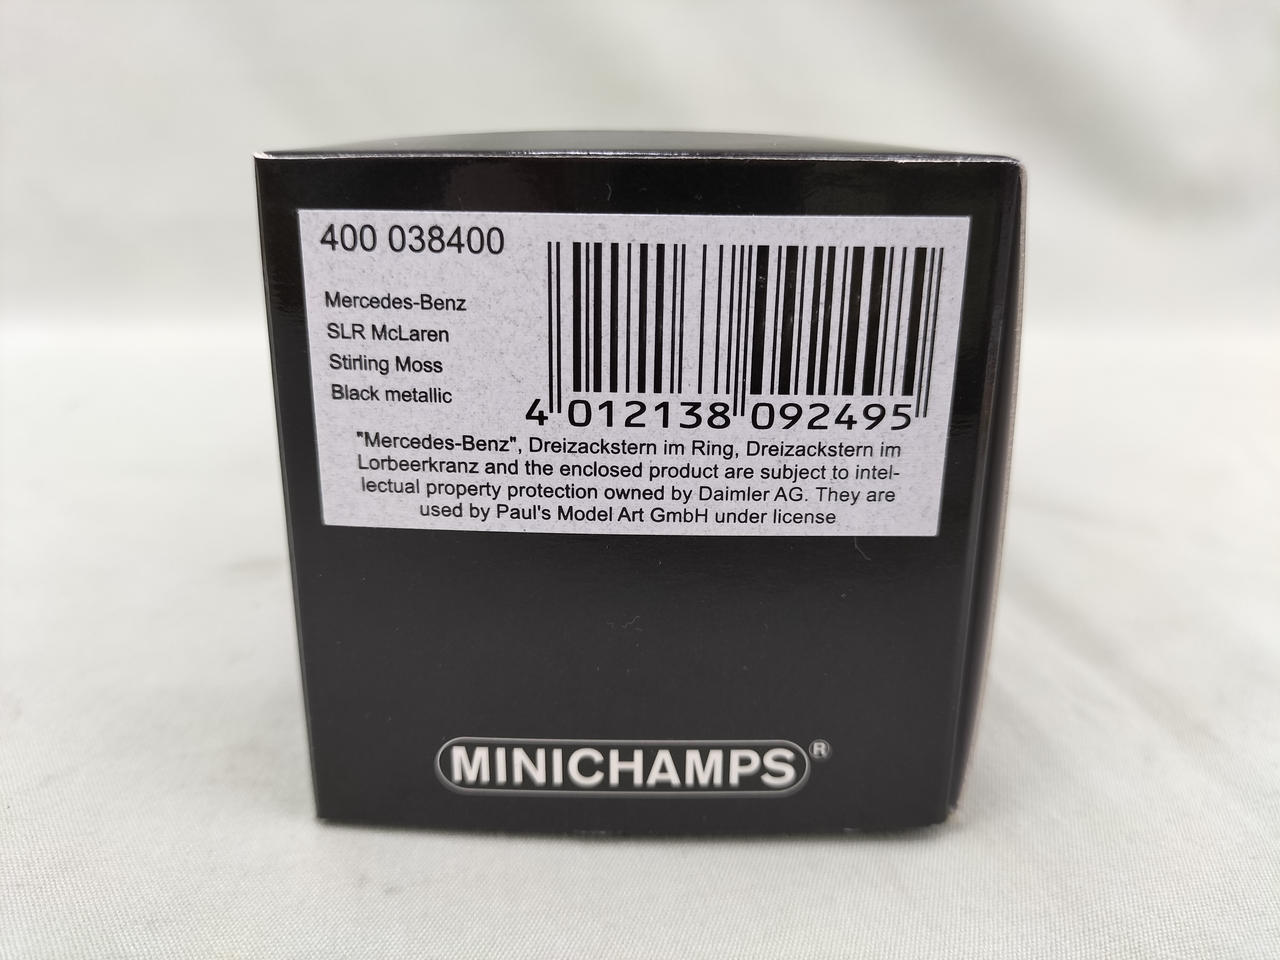 400 038400
Mercedes-Benz
SLR McLaren
Stirling Moss
Black metallic
4 012138 092495
"Mercedes-Benz", Dreizackstern im Ring, Dreizackstern im
Lorbeerkranz and the enclosed product are subject to intel-
lectual property protection owned by Daimler AG. They are
used by Paul's Model Art GmbH under license
MINICHAMPS®